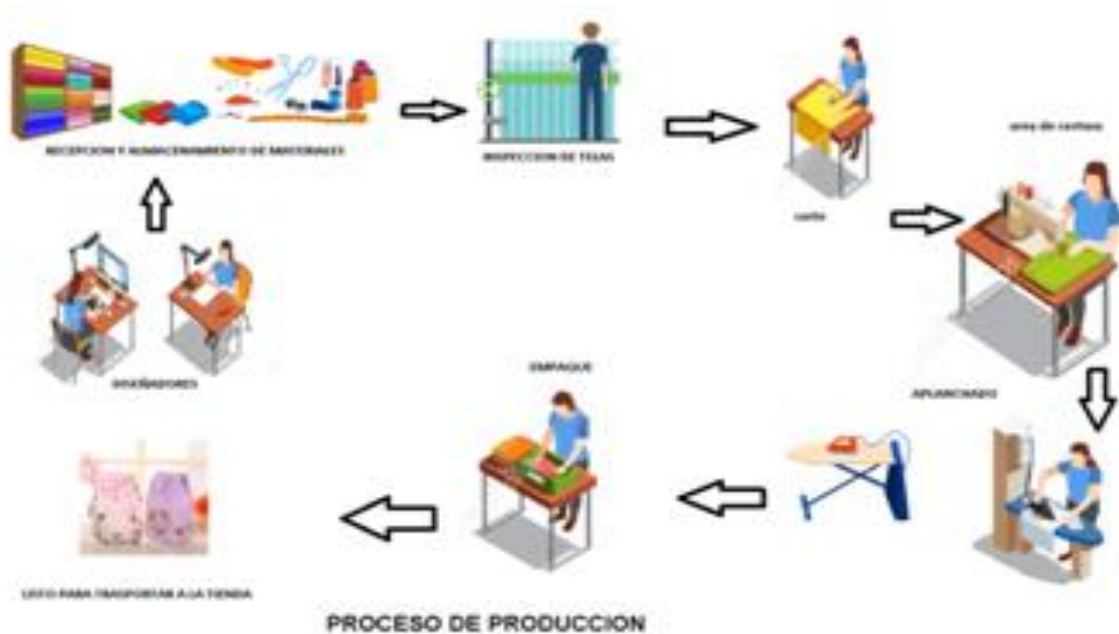 RECEPCION Y ALMACENAMIENTO DE MATERIALES
INSPECCION DE TELAS
corte
area de costura
DISEÑADORES
EMPAQUE
APLANCHADO
LISTO PARA TRASPORTAR A LA TIENDA
PROCESO DE PRODUCCION